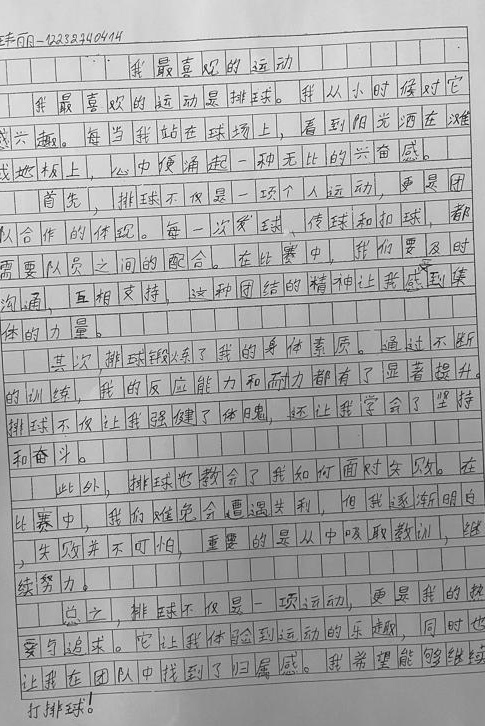 丽-12232740414
我最喜欢的运动
我最喜欢的运动是排球。我从小时候对它
感兴趣。每当我站在球场上，看到阳光洒在
地板上，心中便涌起一种无比的兴奋感。
首先，排球不仅是一项个人运动，更是团
队合作的体现。每一次发球、传球和扣球，都
需要队员之间的配合。在比赛中，我们要及时
沟通，互相支持，这种团结的精神让我感到集
体的力量。
其次，排球锻炼了我的身体素质。通过不断
的训练，我的反应能力和耐力都有了显著提升。
排球不仅让我强健了体魄，还让我学会了坚持
和奋斗。
此外，排球也教会了我如何面对失败。在
比赛中，我们难免会遭遇失利，但我逐渐明白
，失败并不可怕，重要的是从中吸取教训，继
续努力。
总之，排球不仅是一项运动，更是我的热
爱与追求。它让我体验到运动的乐趣，同时也
让我在团队中找到了归属感。我希望能够继续
打排球！